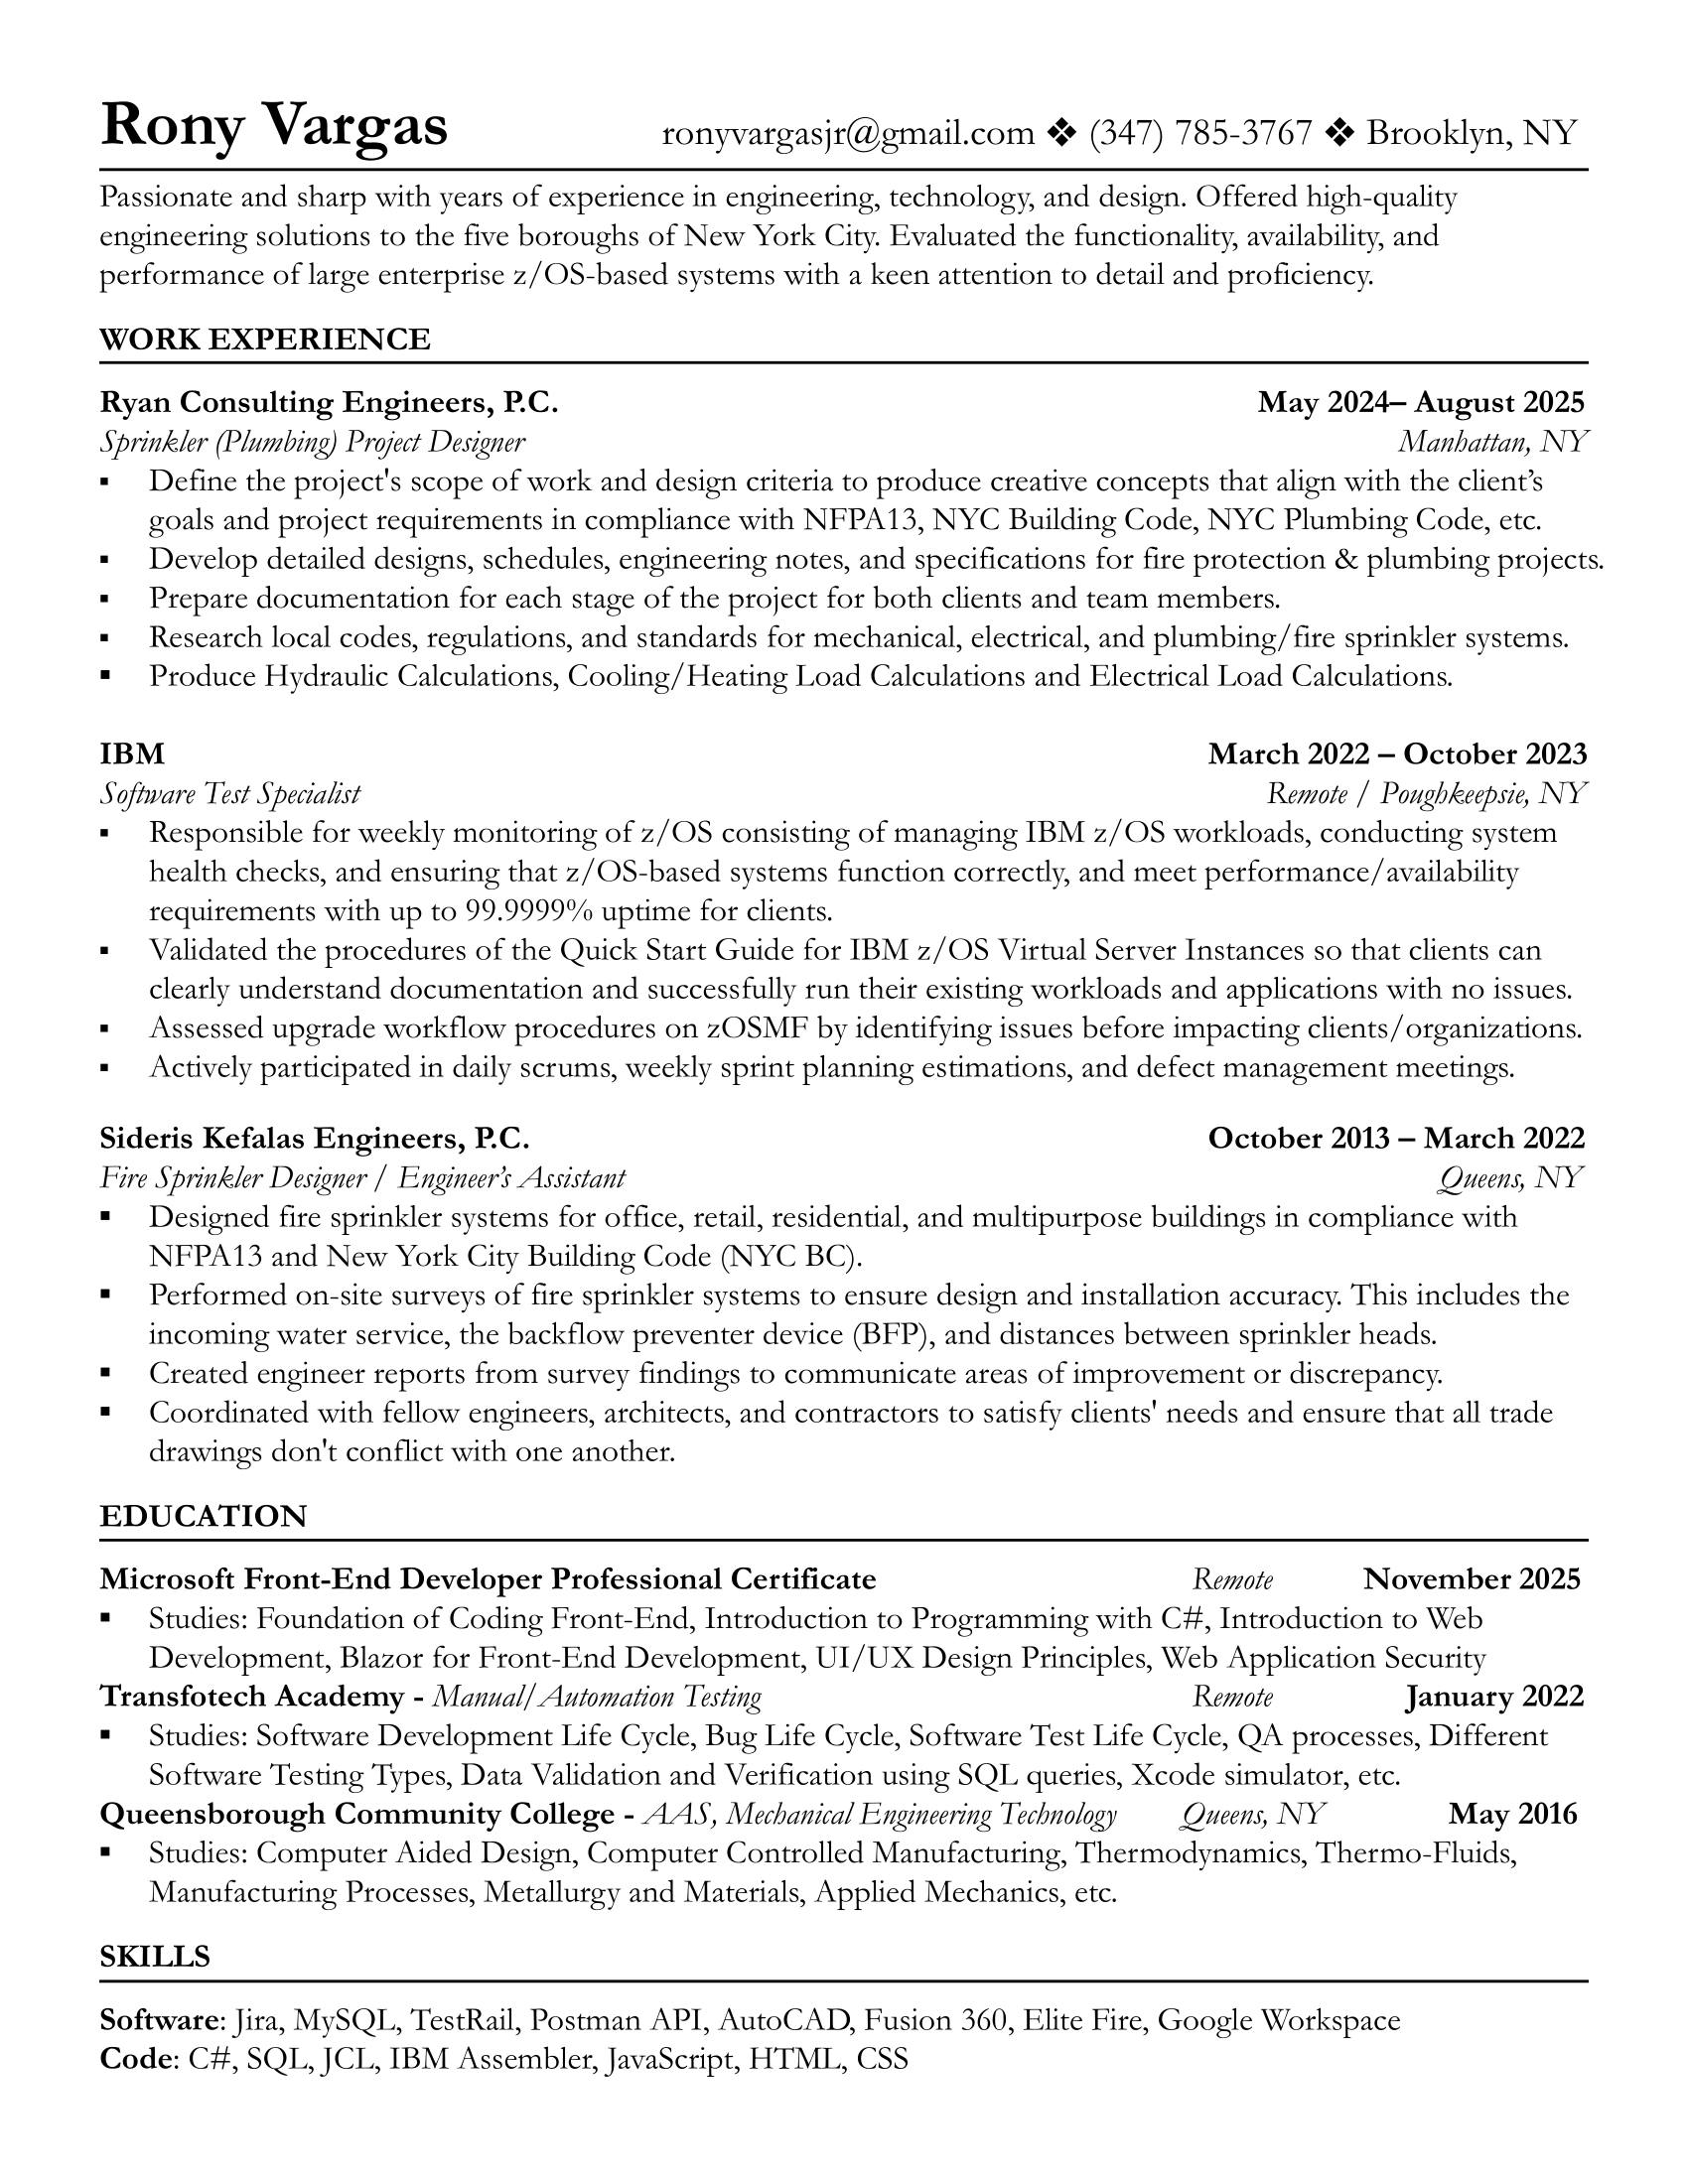 Rony Vargas ronyvargasjr@gmail.com ❖ (347) 785-3767 ❖ Brooklyn, NY
Passionate and sharp with years of experience in engineering, technology, and design. Offered high-quality
engineering solutions to the five boroughs of New York City. Evaluated the functionality, availability, and
performance of large enterprise z/OS-based systems with a keen attention to detail and proficiency.
WORK EXPERIENCE
Ryan Consulting Engineers, P.C. May 2024– August 2025
Sprinkler (Plumbing) Project Designer Manhattan, NY
▪ Define the project's scope of work and design criteria to produce creative concepts that align with the client’s
goals and project requirements in compliance with NFPA13, NYC Building Code, NYC Plumbing Code, etc.
▪ Develop detailed designs, schedules, engineering notes, and specifications for fire protection & plumbing projects.
▪ Prepare documentation for each stage of the project for both clients and team members.
▪ Research local codes, regulations, and standards for mechanical, electrical, and plumbing/fire sprinkler systems.
▪ Produce Hydraulic Calculations, Cooling/Heating Load Calculations and Electrical Load Calculations.
IBM March 2022 – October 2023
Software Test Specialist Remote / Poughkeepsie, NY
▪ Responsible for weekly monitoring of z/OS consisting of managing IBM z/OS workloads, conducting system
health checks, and ensuring that z/OS-based systems function correctly, and meet performance/availability
requirements with up to 99.9999% uptime for clients.
▪ Validated the procedures of the Quick Start Guide for IBM z/OS Virtual Server Instances so that clients can
clearly understand documentation and successfully run their existing workloads and applications with no issues.
▪ Assessed upgrade workflow procedures on zOSMF by identifying issues before impacting clients/organizations.
▪ Actively participated in daily scrums, weekly sprint planning estimations, and defect management meetings.
Sideris Kefalas Engineers, P.C. October 2013 – March 2022
Fire Sprinkler Designer / Engineer’s Assistant Queens, NY
▪ Designed fire sprinkler systems for office, retail, residential, and multipurpose buildings in compliance with
NFPA13 and New York City Building Code (NYC BC).
▪ Performed on-site surveys of fire sprinkler systems to ensure design and installation accuracy. This includes the
incoming water service, the backflow preventer device (BFP), and distances between sprinkler heads.
▪ Created engineer reports from survey findings to communicate areas of improvement or discrepancy.
▪ Coordinated with fellow engineers, architects, and contractors to satisfy clients' needs and ensure that all trade
drawings don't conflict with one another.
EDUCATION
Microsoft Front-End Developer Professional Certificate Remote November 2025
▪ Studies: Foundation of Coding Front-End, Introduction to Programming with C#, Introduction to Web
Development, Blazor for Front-End Development, UI/UX Design Principles, Web Application Security
Transfotech Academy - Manual/Automation Testing Remote January 2022
▪ Studies: Software Development Life Cycle, Bug Life Cycle, Software Test Life Cycle, QA processes, Different
Software Testing Types, Data Validation and Verification using SQL queries, Xcode simulator, etc.
Queensborough Community College - AAS, Mechanical Engineering Technology Queens, NY May 2016
▪ Studies: Computer Aided Design, Computer Controlled Manufacturing, Thermodynamics, Thermo-Fluids,
Manufacturing Processes, Metallurgy and Materials, Applied Mechanics, etc.
SKILLS
Software: Jira, MySQL, TestRail, Postman API, AutoCAD, Fusion 360, Elite Fire, Google Workspace
Code: C#, SQL, JCL, IBM Assembler, JavaScript, HTML, CSS